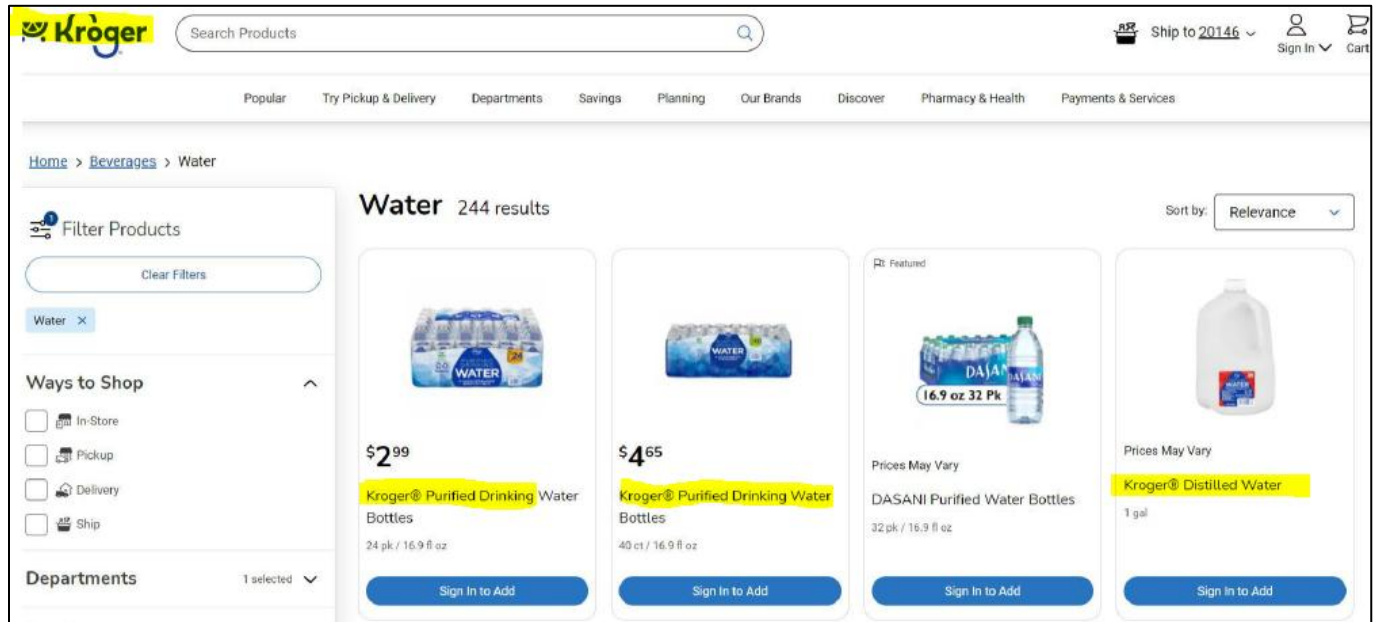 Kroger
Search Products
Ship to 20146
Sign In
Cart
Popular Try Pickup & Delivery Departments Savings Planning Our Brands Discover Pharmacy & Health Payments & Services
Home > Beverages > Water
Filter Products
1
Clear Filters
Water ×
Ways to Shop
In-Store
Pickup
Delivery
Ship
Departments 1 selected
Water 244 results
Sort by: Relevance
WATER
24
$2.99
Kroger® Purified Drinking Water
Bottles
24 pk / 16.9 fl oz
Sign In to Add
WATER
$4.65
Kroger® Purified Drinking Water
Bottles
40 ct / 16.9 fl oz
Sign In to Add
Featured
DASANI
16.9 oz 32 Pk
Prices May Vary
DASANI Purified Water Bottles
32 pk / 16.9 fl oz
Sign In to Add
WATER
Prices May Vary
Kroger® Distilled Water
1 gal
Sign In to Add